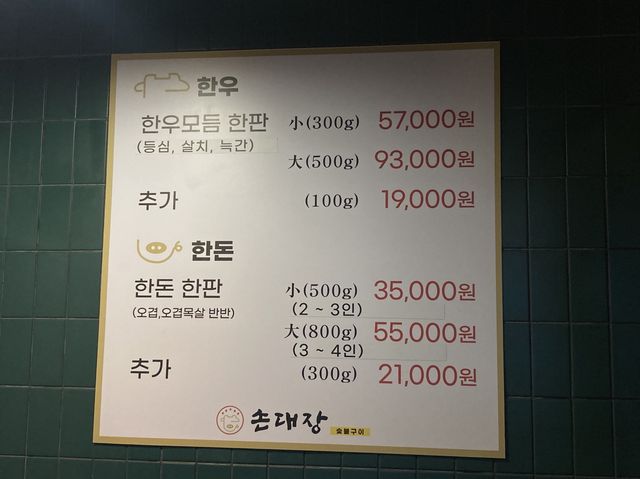 한우
한우모듬 한판 小(300g) 57,000원
(등심, 살치, 늑간)
大(500g) 93,000원
추가 (100g) 19,000원
한돈
한돈 한판 小(500g) 35,000원
(오겹,오겹목살 반반) (2 ~ 3인)
大(800g) 55,000원
(3 ~ 4인)
추가 (300g) 21,000원
손대장 숯불구이